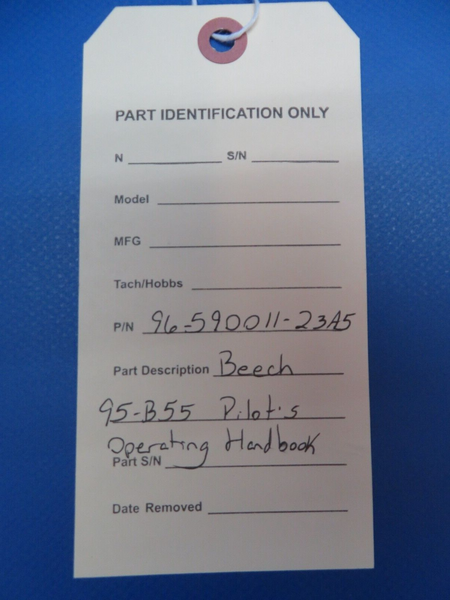 PART IDENTIFICATION ONLY
N S/N
Model
MFG
Tach/Hobbs
P/N 96-590011-23A5
Part Description Beech
95-B55 Pilot's
Operating Handbook
Part S/N
Date Removed